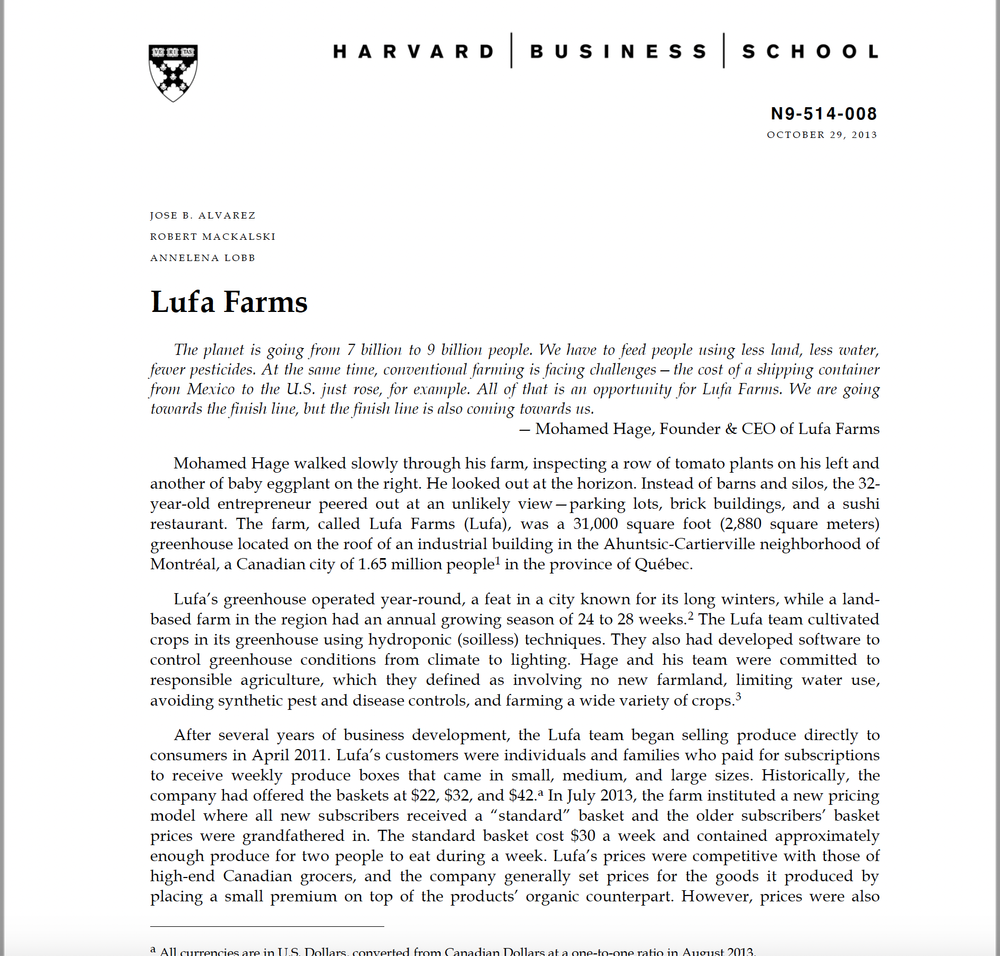 VE RI TAS
HARVARD | BUSINESS | SCHOOL
N9-514-008
OCTOBER 29, 2013
JOSE B. ALVAREZ
ROBERT MACKALSKI
ANNELENA LOBB
Lufa Farms
The planet is going from 7 billion to 9 billion people. We have to feed people using less land, less water,
fewer pesticides. At the same time, conventional farming is facing challenges—the cost of a shipping container
from Mexico to the U.S. just rose, for example. All of that is an opportunity for Lufa Farms. We are going
towards the finish line, but the finish line is also coming towards us.
— Mohamed Hage, Founder & CEO of Lufa Farms
Mohamed Hage walked slowly through his farm, inspecting a row of tomato plants on his left and
another of baby eggplant on the right. He looked out at the horizon. Instead of barns and silos, the 32-
year-old entrepreneur peered out at an unlikely view—parking lots, brick buildings, and a sushi
restaurant. The farm, called Lufa Farms (Lufa), was a 31,000 square foot (2,880 square meters)
greenhouse located on the roof of an industrial building in the Ahuntsic-Cartierville neighborhood of
Montréal, a Canadian city of 1.65 million people1 in the province of Québec.
Lufa's greenhouse operated year-round, a feat in a city known for its long winters, while a land-
based farm in the region had an annual growing season of 24 to 28 weeks.2 The Lufa team cultivated
crops in its greenhouse using hydroponic (soilless) techniques. They also had developed software to
control greenhouse conditions from climate to lighting. Hage and his team were committed to
responsible agriculture, which they defined as involving no new farmland, limiting water use,
avoiding synthetic pest and disease controls, and farming a wide variety of crops.3
After several years of business development, the Lufa team began selling produce directly to
consumers in April 2011. Lufa's customers were individuals and families who paid for subscriptions
to receive weekly produce boxes that came in small, medium, and large sizes. Historically, the
company had offered the baskets at $22, $32, and $42.a In July 2013, the farm instituted a new pricing
model where all new subscribers received a "standard" basket and the older subscribers' basket
prices were grandfathered in. The standard basket cost $30 a week and contained approximately
enough produce for two people to eat during a week. Lufa's prices were competitive with those of
high-end Canadian grocers, and the company generally set prices for the goods it produced by
placing a small premium on top of the products' organic counterpart. However, prices were also
a All currencies are in U.S. Dollars, converted from Canadian Dollars at a one-to-one ratio in August 2013.